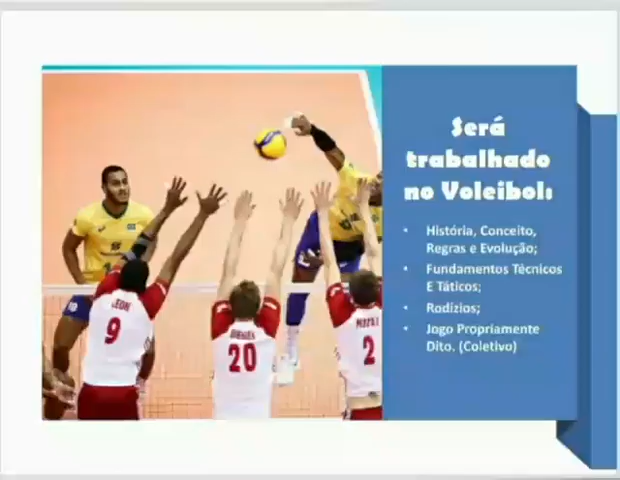 Será
trabalhado
no Voleibol:
• História, Conceito,
Regras e Evolução;
• Fundamentos Técnicos
E Táticos;
• Rodízios;
• Jogo Propriamente
Dito. (Coletivo)
LEON
9
20
2